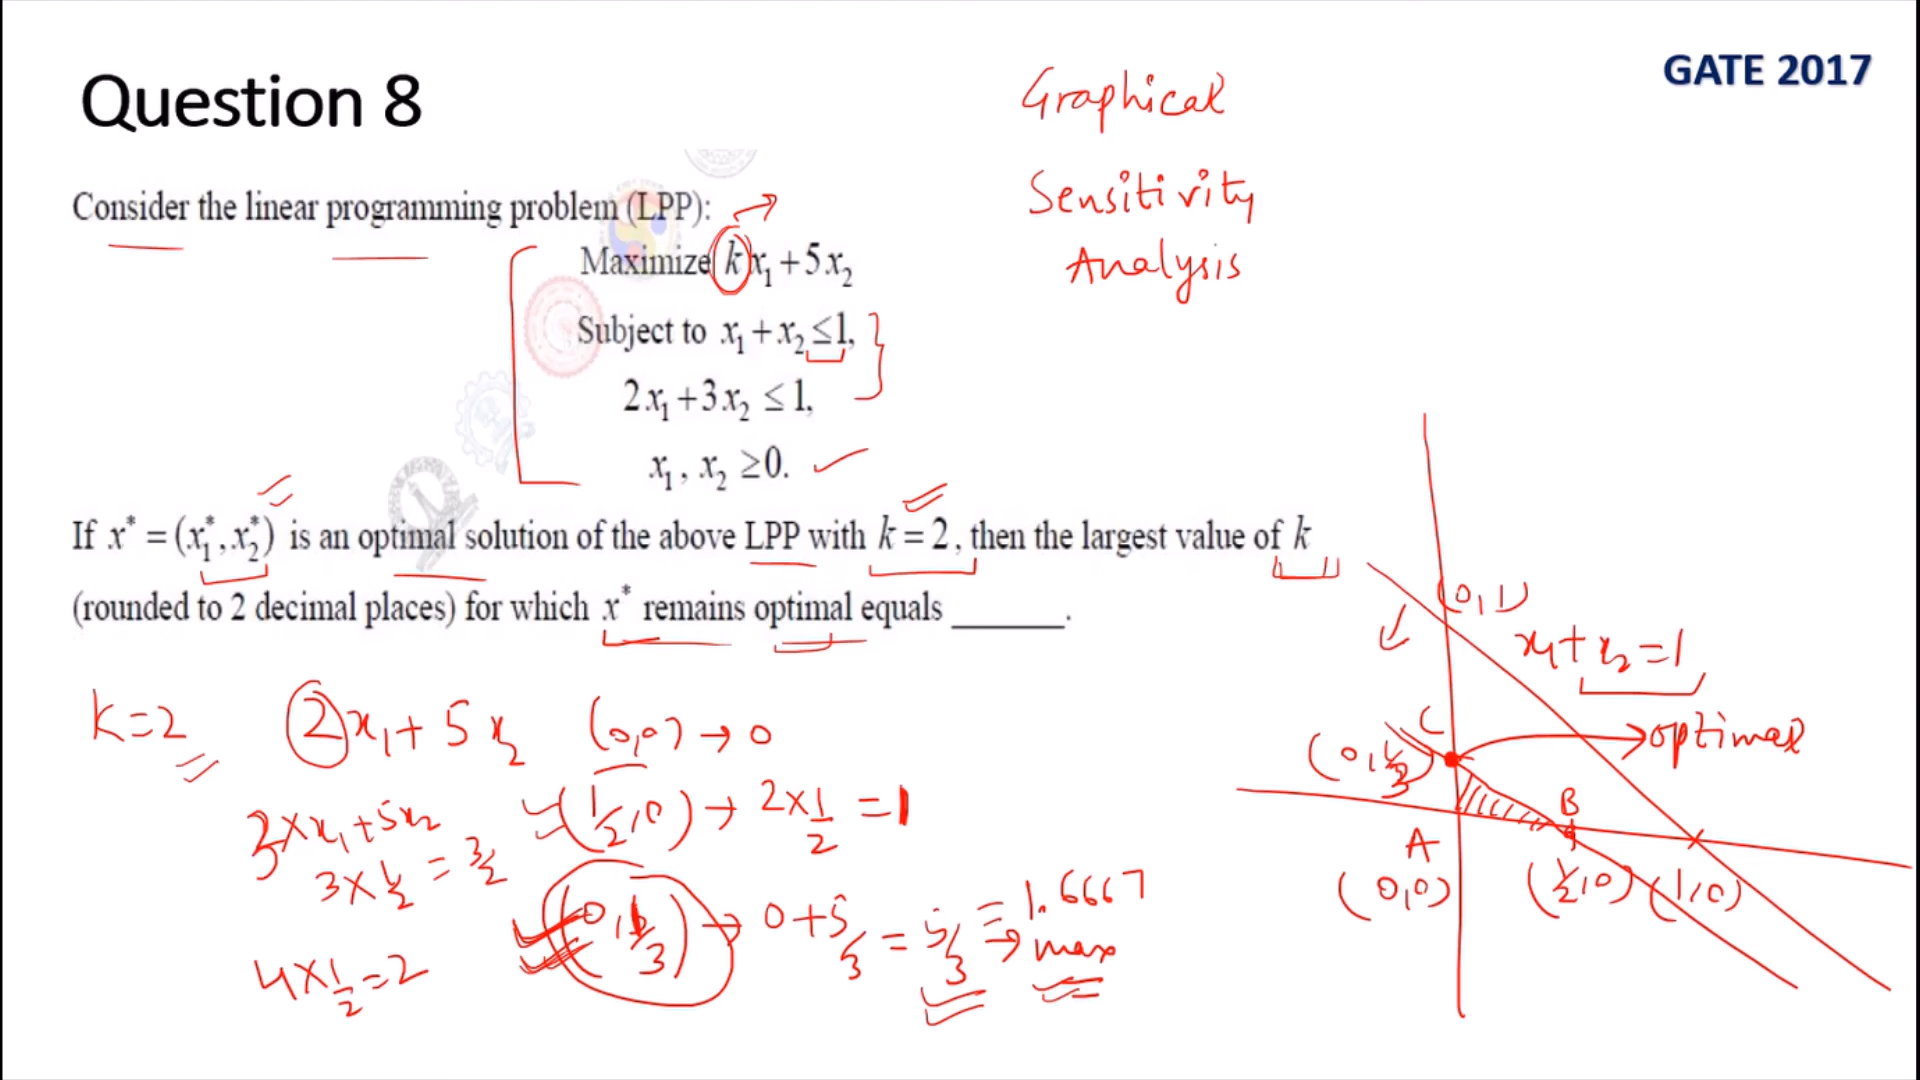 Question 8
GATE 2017
Graphical
Sensitivity
Analysis
Consider the linear programming problem (LPP):
Maximize k x₁ + 5x₂
Subject to x₁ + x₂ ≤ 1,
2x₁ + 3x₂ ≤ 1,
x₁ , x₂ ≥ 0.
If x* = (x₁*, x₂*) is an optimal solution of the above LPP with k = 2, then the largest value of k
(rounded to 2 decimal places) for which x* remains optimal equals ______.
k=2 2x₁ + 5x₂ (0,0) → 0
3×x₁+5x₂ (1/2,0) → 2×1/2 = 1
3×1/2 = 3/2
(0,1/3) → 0+5/3 = 5/3 = 1.6667
→ max
4×1/2=2
(0,1)
x₁+x₂=1
C
(0,1/3)
optimal
B
A
(0,0)
(1/2,0)
(1,0)